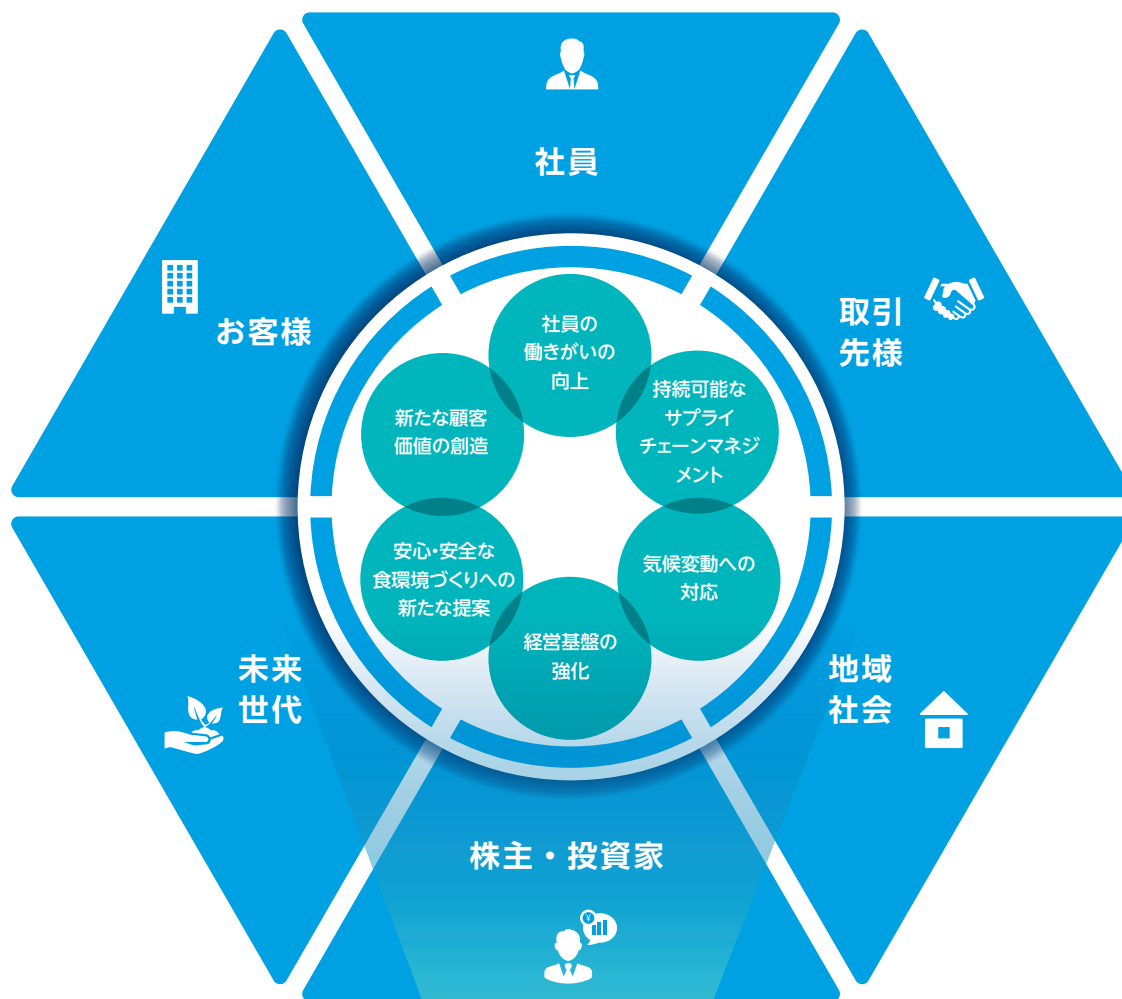 社員
お客様
取引
先様
社員の
働きがいの
向上
新たな顧客
価値の創造
持続可能な
サプライ
チェーンマネジ
メント
安心・安全な
食環境づくりへの
新たな提案
気候変動への
対応
経営基盤の
強化
未来
世代
地域
社会
株主・投資家
¥